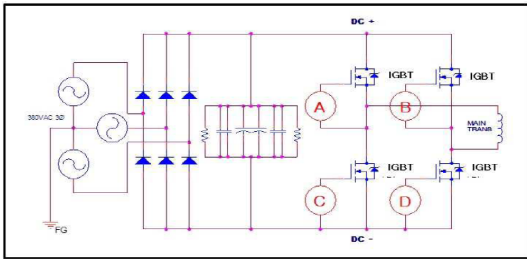 DC +
IGBT
IGBT
A
B
380VAC 3Ø
MAIN
TRANS
IGBT
IGBT
C
D
FG
DC -